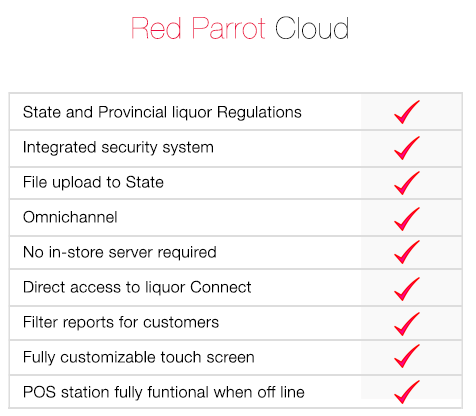 Red Parrot Cloud
State and Provincial liquor Regulations
Integrated security system
File upload to State
Omnichannel
No in-store server required
Direct access to liquor Connect
Filter reports for customers
Fully customizable touch screen
POS station fully funtional when off line